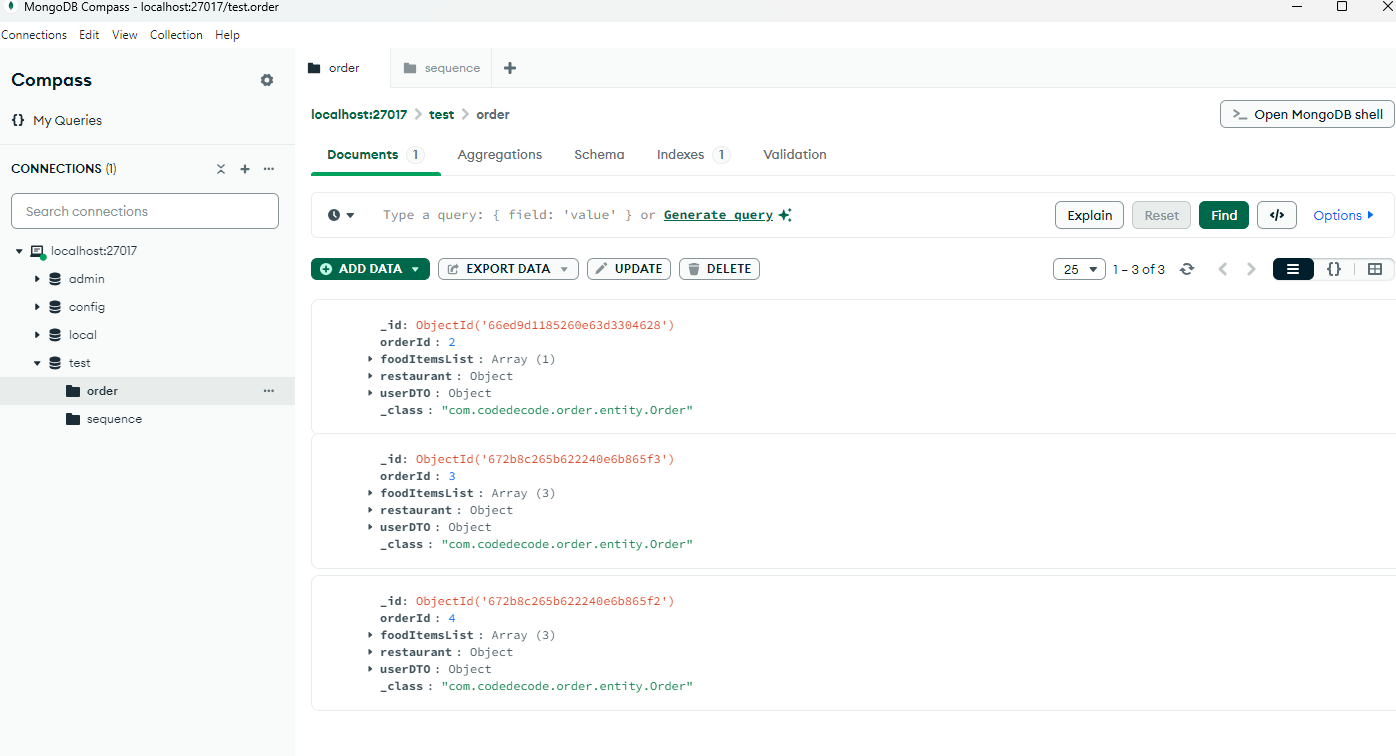 MongoDB Compass - localhost:27017/test.order
Connections Edit View Collection Help
Compass
{} My Queries
CONNECTIONS (1)
Search connections
localhost:27017
admin
config
local
test
order
sequence
order sequence
localhost:27017 > test > order
>_ Open MongoDB shell
Documents 1 Aggregations Schema Indexes 1 Validation
Type a query: { field: 'value' } or Generate query
Explain Reset Find </> Options
ADD DATA EXPORT DATA UPDATE DELETE
25 1 – 3 of 3 {}
_id: ObjectId('66ed9d1185260e63d3304628')
orderId : 2
foodItemsList : Array (1)
restaurant : Object
userDTO : Object
_class : "com.codedecode.order.entity.Order"
_id: ObjectId('672b8c265b622240e6b865f3')
orderId : 3
foodItemsList : Array (3)
restaurant : Object
userDTO : Object
_class : "com.codedecode.order.entity.Order"
_id: ObjectId('672b8c265b622240e6b865f2')
orderId : 4
foodItemsList : Array (3)
restaurant : Object
userDTO : Object
_class : "com.codedecode.order.entity.Order"